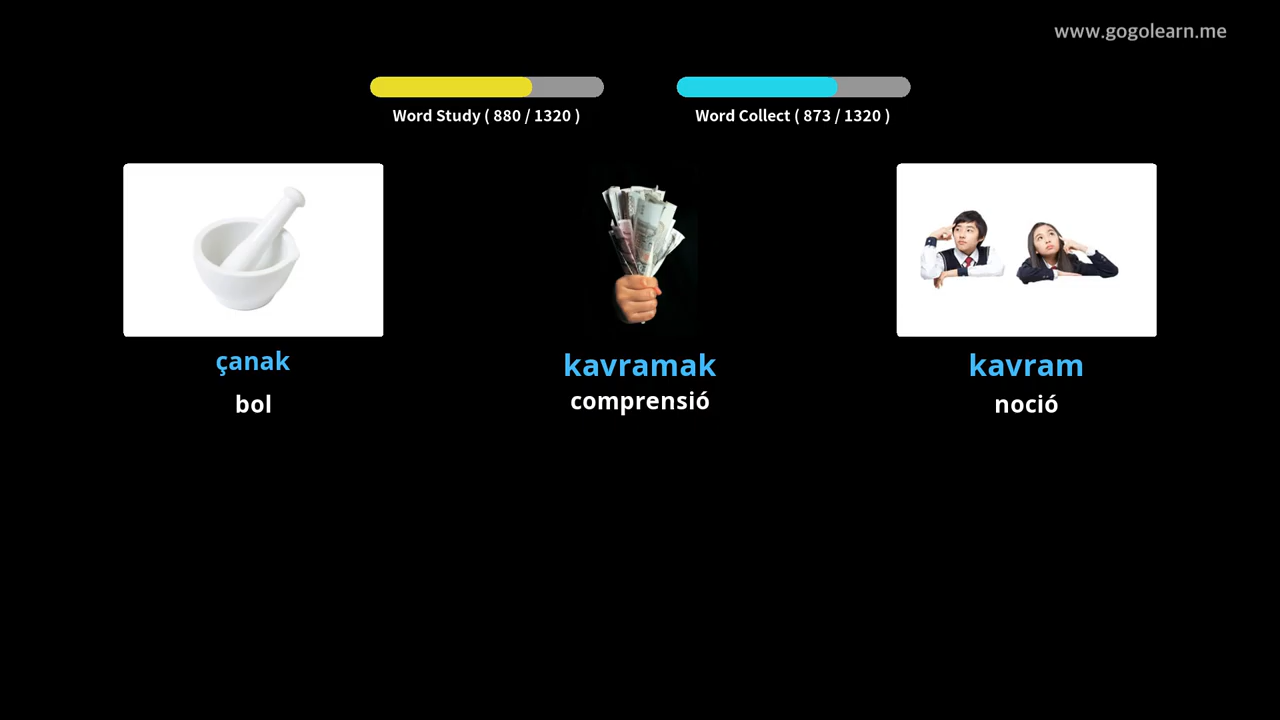 www.gogolearn.me
Word Study ( 880 / 1320 )
Word Collect ( 873 / 1320 )
çanak
bol
kavramak
comprensió
kavram
noció